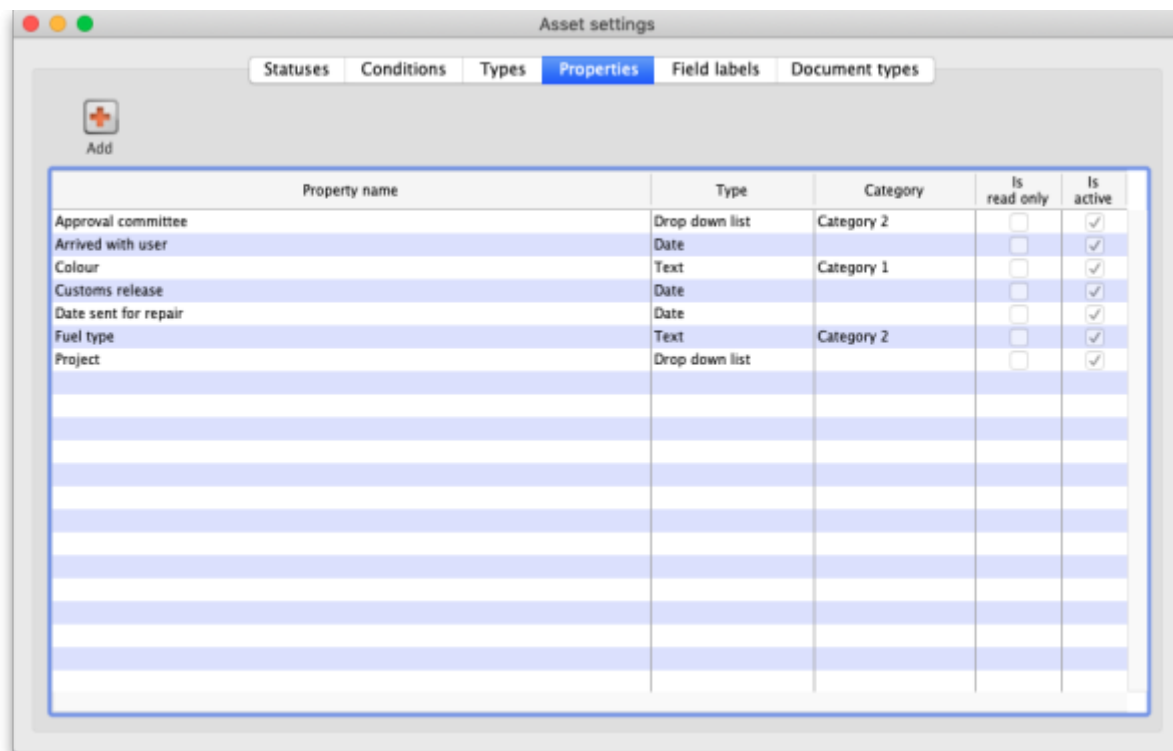 Asset settings
Statuses Conditions Types Properties Field labels Document types
Add
Property name Type Category Is read only Is active
Approval committee Drop down list Category 2
Arrived with user Date
Colour Text Category 1
Customs release Date
Date sent for repair Date
Fuel type Text Category 2
Project Drop down list